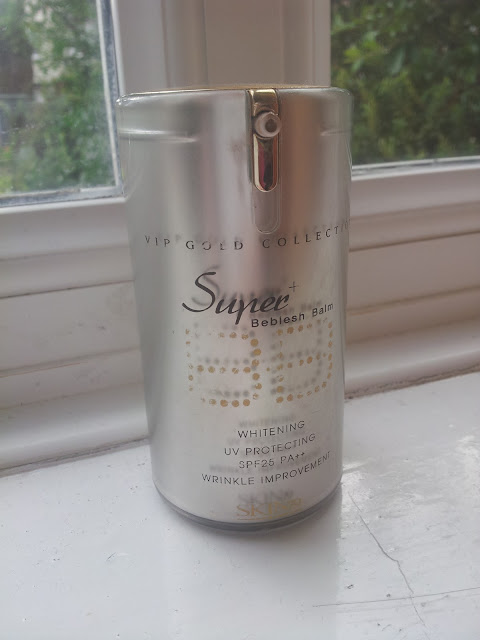 VIP GOLD COLLECTI
Super+
Beblesh Balm
BB
WHITENING
UV PROTECTING
SPF25 PA++
WRINKLE IMPROVEMENT